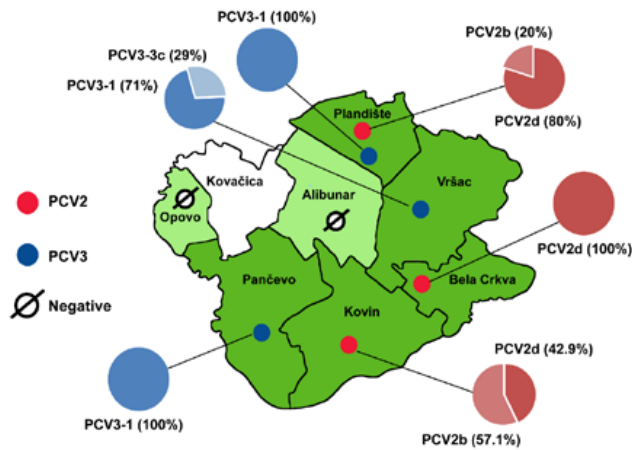 PCV3-1 (100%)
PCV3-3c (29%)
PCV3-1 (71%)
PCV2b (20%)
PCV2d (80%)
Plandište
Kovačica
Alibunar
Vršac
Opovo
PCV2
PCV3
Negative
PCV2d (100%)
Pančevo
Kovin
Bela Crkva
PCV2d (42.9%)
PCV3-1 (100%)
PCV2b (57.1%)